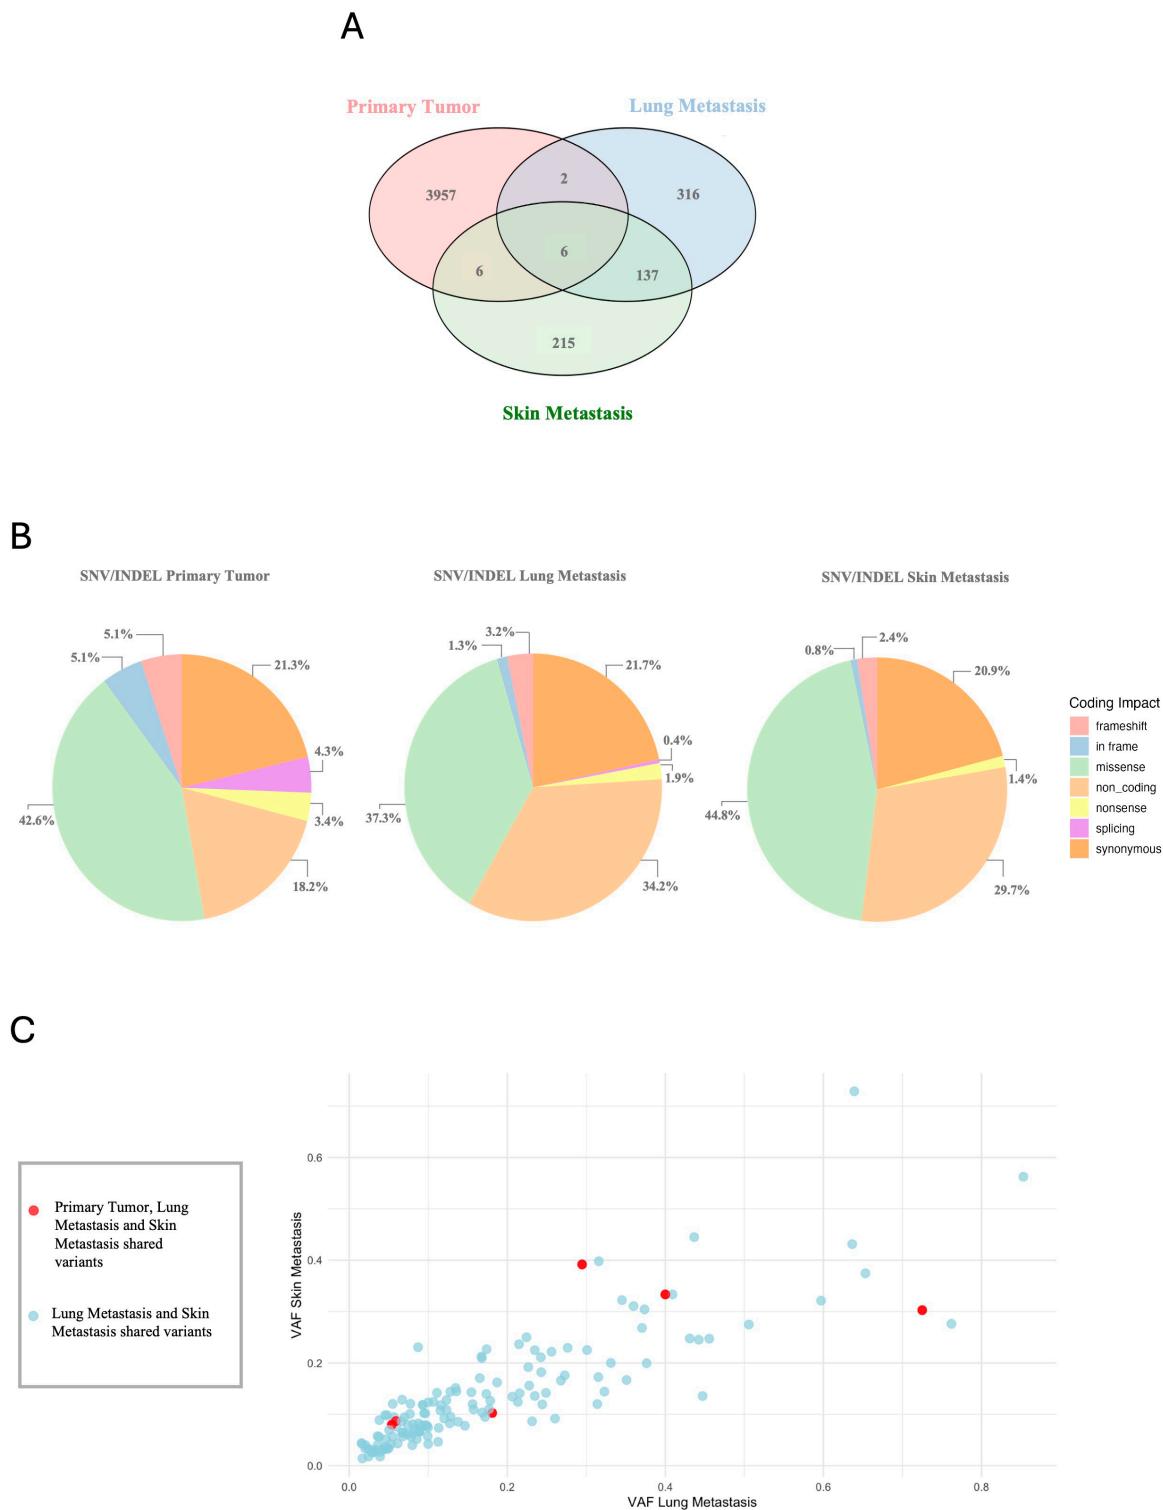 A
Primary Tumor
Lung Metastasis
3957
2
316
6
6
137
215
Skin Metastasis
B
SNV/INDEL Primary Tumor
5.1%
5.1%
21.3%
4.3%
3.4%
42.6%
18.2%
SNV/INDEL Lung Metastasis
3.2%
1.3%
21.7%
0.4%
1.9%
37.3%
34.2%
SNV/INDEL Skin Metastasis
2.4%
0.8%
20.9%
1.4%
44.8%
29.7%
Coding Impact
frameshift
in frame
missense
non_coding
nonsense
splicing
synonymous
C
Primary Tumor, Lung
Metastasis and Skin
Metastasis shared
variants
Lung Metastasis and Skin
Metastasis shared variants
VAF Skin Metastasis
0.6
0.4
0.2
0.0
0.0
0.2
0.4
0.6
0.8
VAF Lung Metastasis